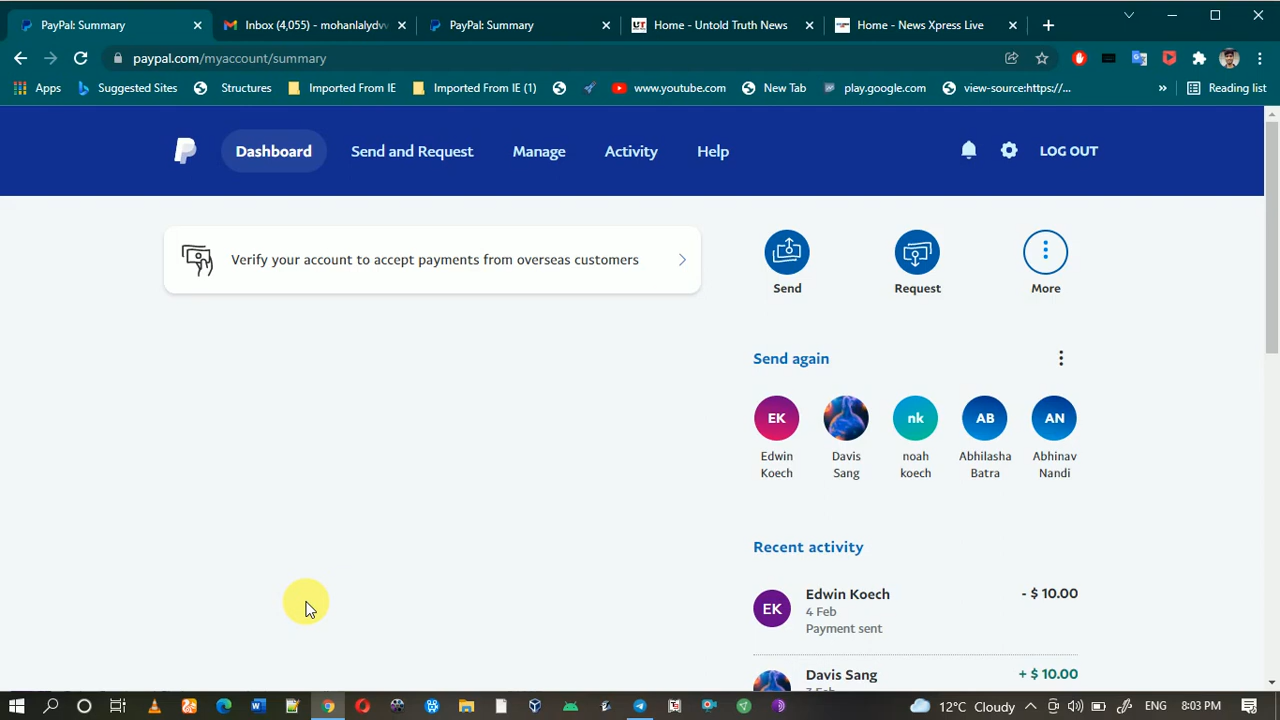 PayPal: Summary
Inbox (4,055) - mohanlalydvv
PayPal: Summary
Home - Untold Truth News
Home - News Xpress Live
paypal.com/myaccount/summary
Apps
Suggested Sites
Structures
Imported From IE
Imported From IE (1)
www.youtube.com
New Tab
play.google.com
view-source:https://...
Reading list
Dashboard
Send and Request
Manage
Activity
Help
LOG OUT
Verify your account to accept payments from overseas customers
Send
Request
More
Send again
EK
nk
AB
AN
Edwin Koech
Davis Sang
noah koech
Abhilasha Batra
Abhinav Nandi
Recent activity
EK
Edwin Koech
- $ 10.00
4 Feb
Payment sent
Davis Sang
+ $ 10.00
12°C Cloudy
ENG
8:03 PM